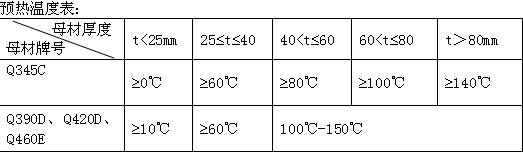 预热温度表:
母材厚度
母材牌号
t<25mm 25≤t≤40 40<t≤60 60<t≤80 t＞80mm
Q345C ≥0℃ ≥60℃ ≥80℃ ≥100℃ ≥140℃
Q390D、Q420D、
Q460E ≥10℃ ≥60℃ 100℃-150℃